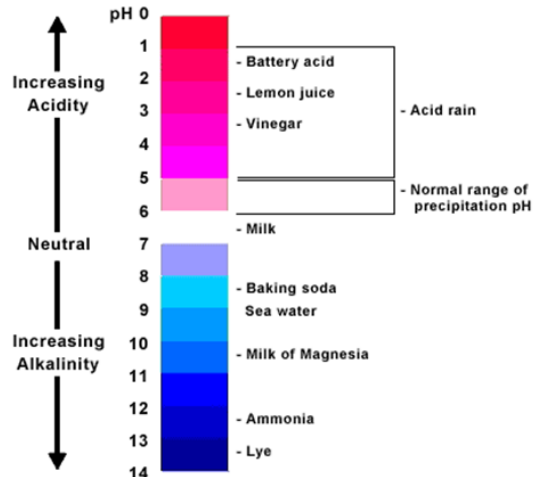 pH 0
1
- Battery acid
2
Increasing
Acidity
- Lemon juice
3
- Acid rain
- Vinegar
4
5
- Normal range of
precipitation pH
6
- Milk
Neutral
7
8
- Baking soda
9
Sea water
Increasing
Alkalinity
10
- Milk of Magnesia
11
12
- Ammonia
13
- Lye
14